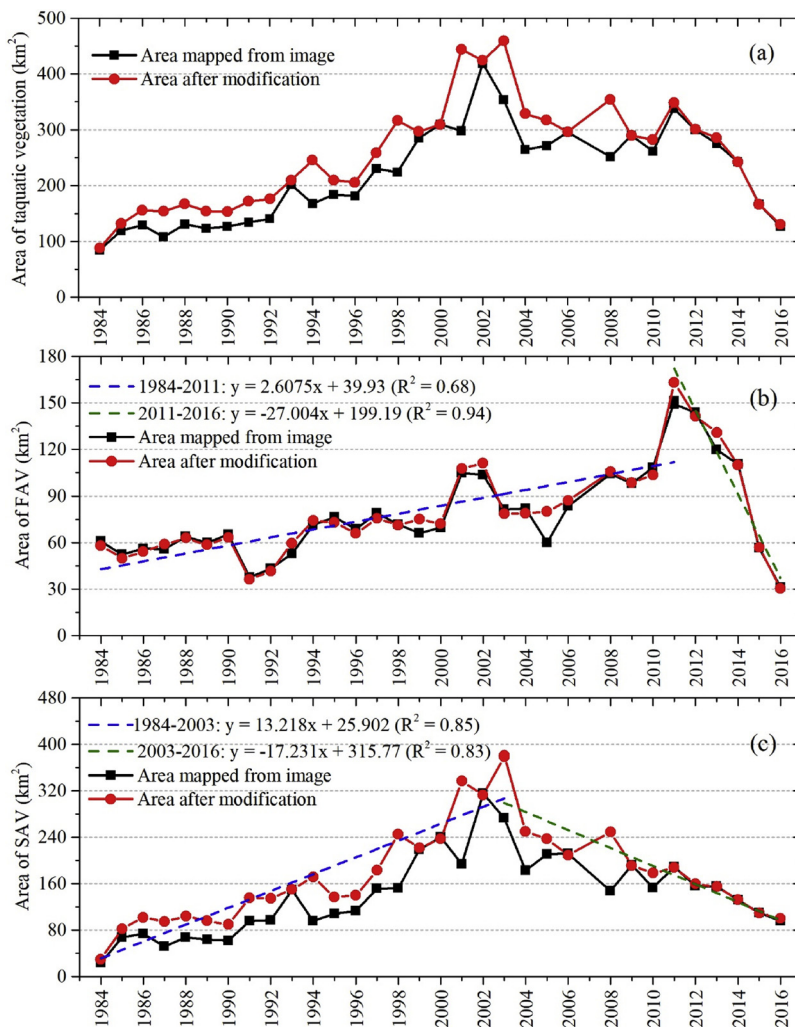 500
400
300
200
100
0
Area of taquatic vegetation (km²)
Area mapped from image
Area after modification
(a)
1984 1986 1988 1990 1992 1994 1996 1998 2000 2002 2004 2006 2008 2010 2012 2014 2016
180
150
120
90
60
30
0
Area of FAV (km²)
1984-2011: y = 2.6075x + 39.93 (R² = 0.68)
2011-2016: y = -27.004x + 199.19 (R² = 0.94)
Area mapped from image
Area after modification
(b)
1984 1986 1988 1990 1992 1994 1996 1998 2000 2002 2004 2006 2008 2010 2012 2014 2016
480
400
320
240
160
80
0
Area of SAV (km²)
1984-2003: y = 13.218x + 25.902 (R² = 0.85)
2003-2016: y = -17.231x + 315.77 (R² = 0.83)
Area mapped from image
Area after modification
(c)
1984 1986 1988 1990 1992 1994 1996 1998 2000 2002 2004 2006 2008 2010 2012 2014 2016